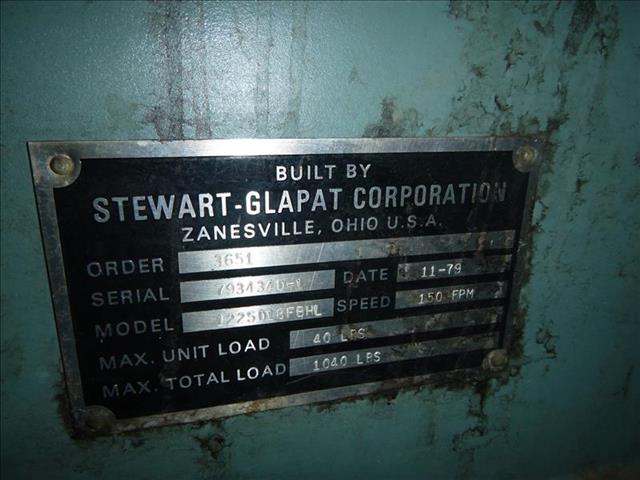 BUILT BY
STEWART-GLAPAT CORPORATION
ZANESVILLE, OHIO U.S.A.
ORDER 3651
SERIAL DATE 11-79
MODEL SPEED 150 FPM
MAX. UNIT LOAD 40 LBS
MAX. TOTAL LOAD 1040 LBS